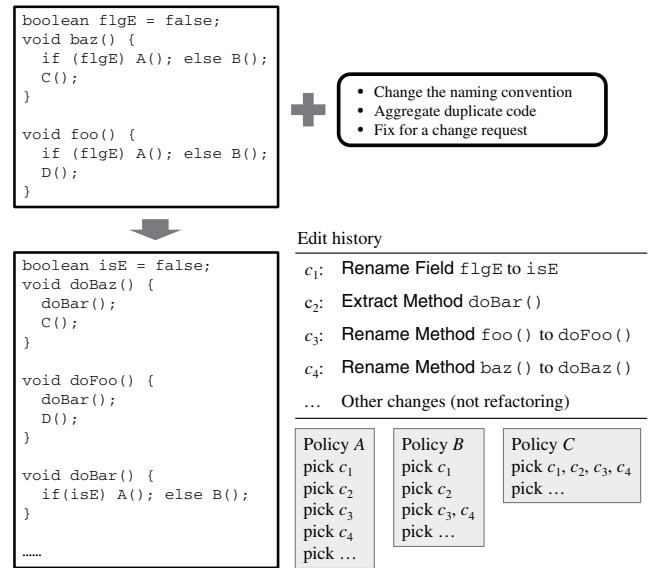 boolean flgE = false;
void baz() {
  if (flgE) A(); else B();
  C();
}
void foo() {
  if (flgE) A(); else B();
  D();
}
• Change the naming convention
• Aggregate duplicate code
• Fix for a change request
boolean isE = false;
void doBaz() {
  doBar();
  C();
}
void doFoo() {
  doBar();
  D();
}
void doBar() {
  if(isE) A(); else B();
}
……
Edit history
c1: Rename Field flgE to isE
c2: Extract Method doBar()
c3: Rename Method foo() to doFoo()
c4: Rename Method baz() to doBaz()
… Other changes (not refactoring)
Policy A
pick c1
pick c2
pick c3
pick c4
pick …
Policy B
pick c1
pick c2
pick c3, c4
pick …
Policy C
pick c1, c2, c3, c4
pick …